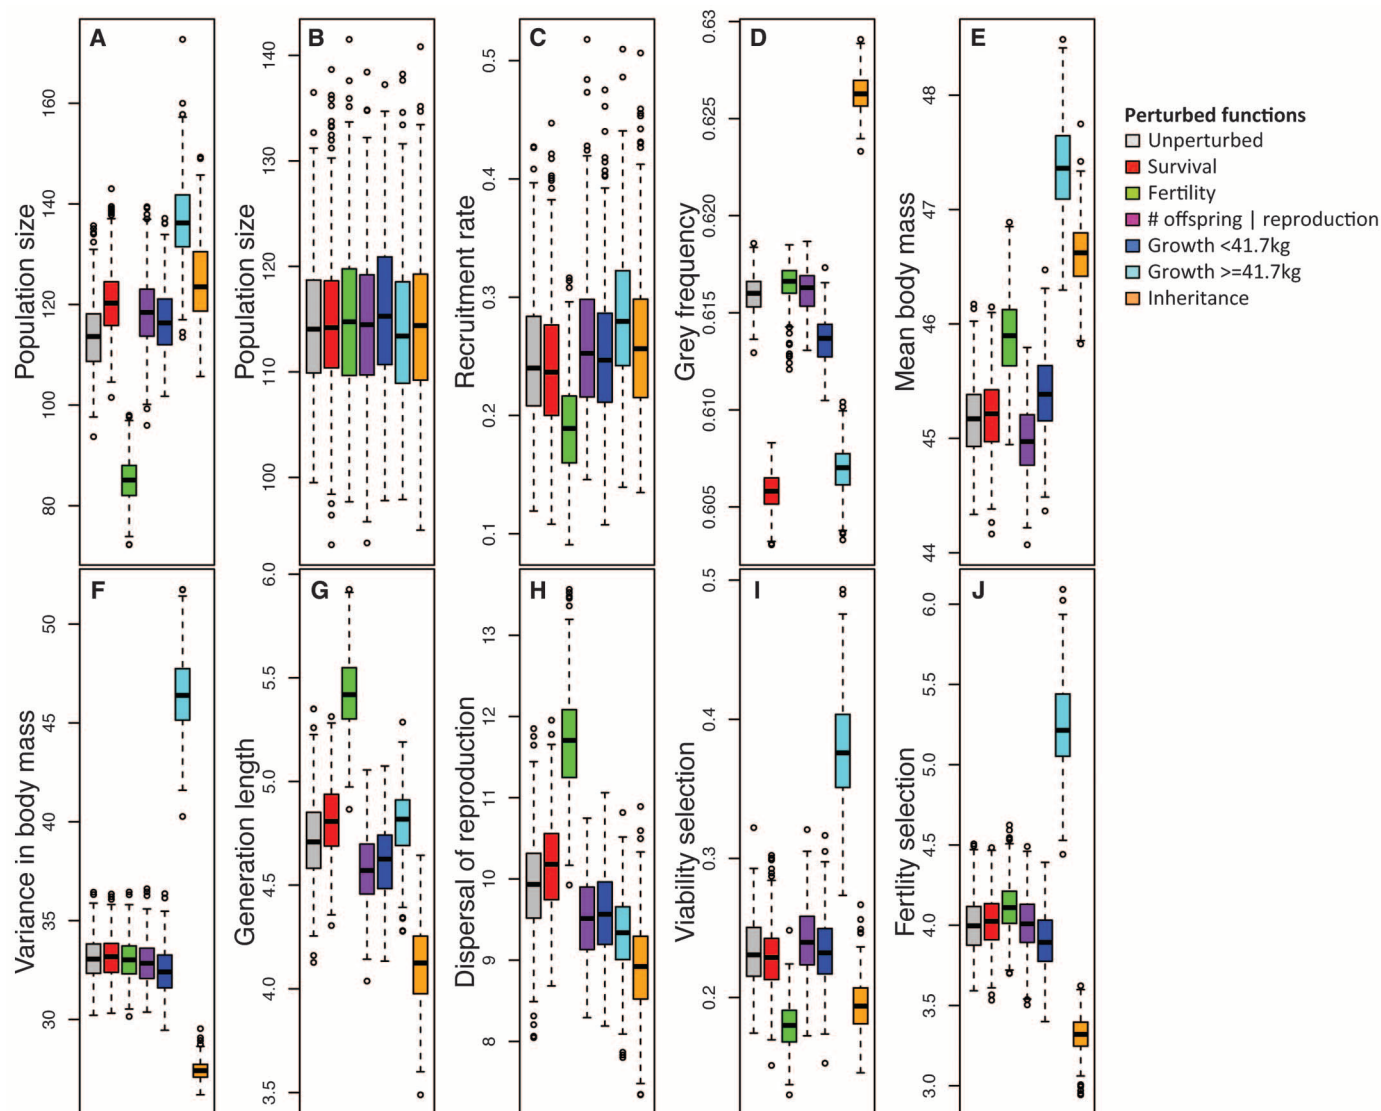 A
B
C
D
E
Population size
80
100
120
140
160
Population size
100
110
120
130
140
Recruitment rate
0.1
0.2
0.3
0.4
0.5
Grey frequency
0.605
0.610
0.615
0.620
0.625
0.63
Mean body mass
44
45
46
47
48
Perturbed functions
Unperturbed
Survival
Fertility
# offspring | reproduction
Growth <41.7kg
Growth >=41.7kg
Inheritance
F
G
H
I
J
Variance in body mass
30
35
40
45
50
Generation length
3.5
4.0
4.5
5.0
5.5
6.0
Dispersal of reproduction
8
9
10
11
12
13
Viability selection
0.2
0.3
0.4
0.5
Fertlity selection
3.0
3.5
4.0
4.5
5.0
5.5
6.0